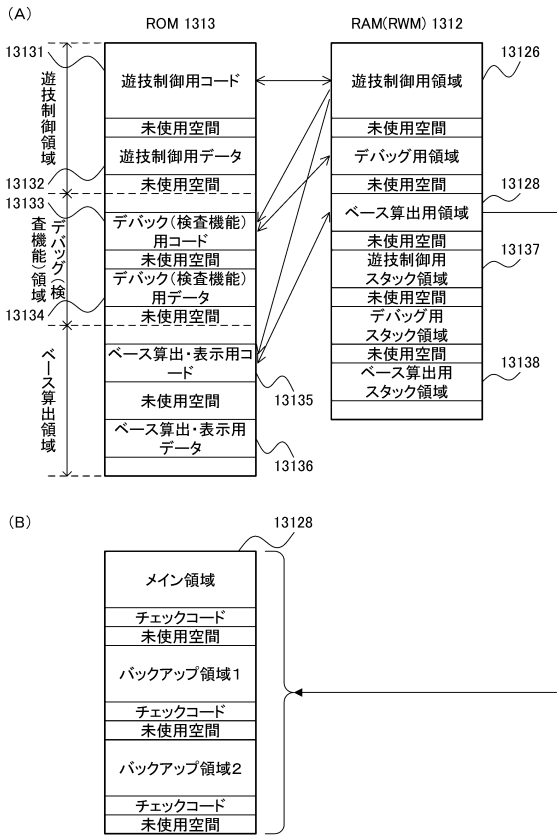 (A)
ROM 1313
RAM(RWM) 1312
13131
遊技制御領域
13132
13133
デバッグ(検
査機能)領域
13134
ベース算出領域
遊技制御用コード
未使用空間
遊技制御用データ
未使用空間
デバック(検査機能)
用コード
未使用空間
デバック(検査機能)
用データ
未使用空間
ベース算出・表示用コ
ード
未使用空間
ベース算出・表示用
データ
13135
13136
遊技制御用領域
未使用空間
デバッグ用領域
未使用空間
ベース算出用領域
未使用空間
遊技制御用
スタック領域
未使用空間
デバッグ用
スタック領域
未使用空間
ベース算出用
スタック領域
13126
13128
13137
13138
(B)
13128
メイン領域
チェックコード
未使用空間
バックアップ領域1
チェックコード
未使用空間
バックアップ領域2
チェックコード
未使用空間